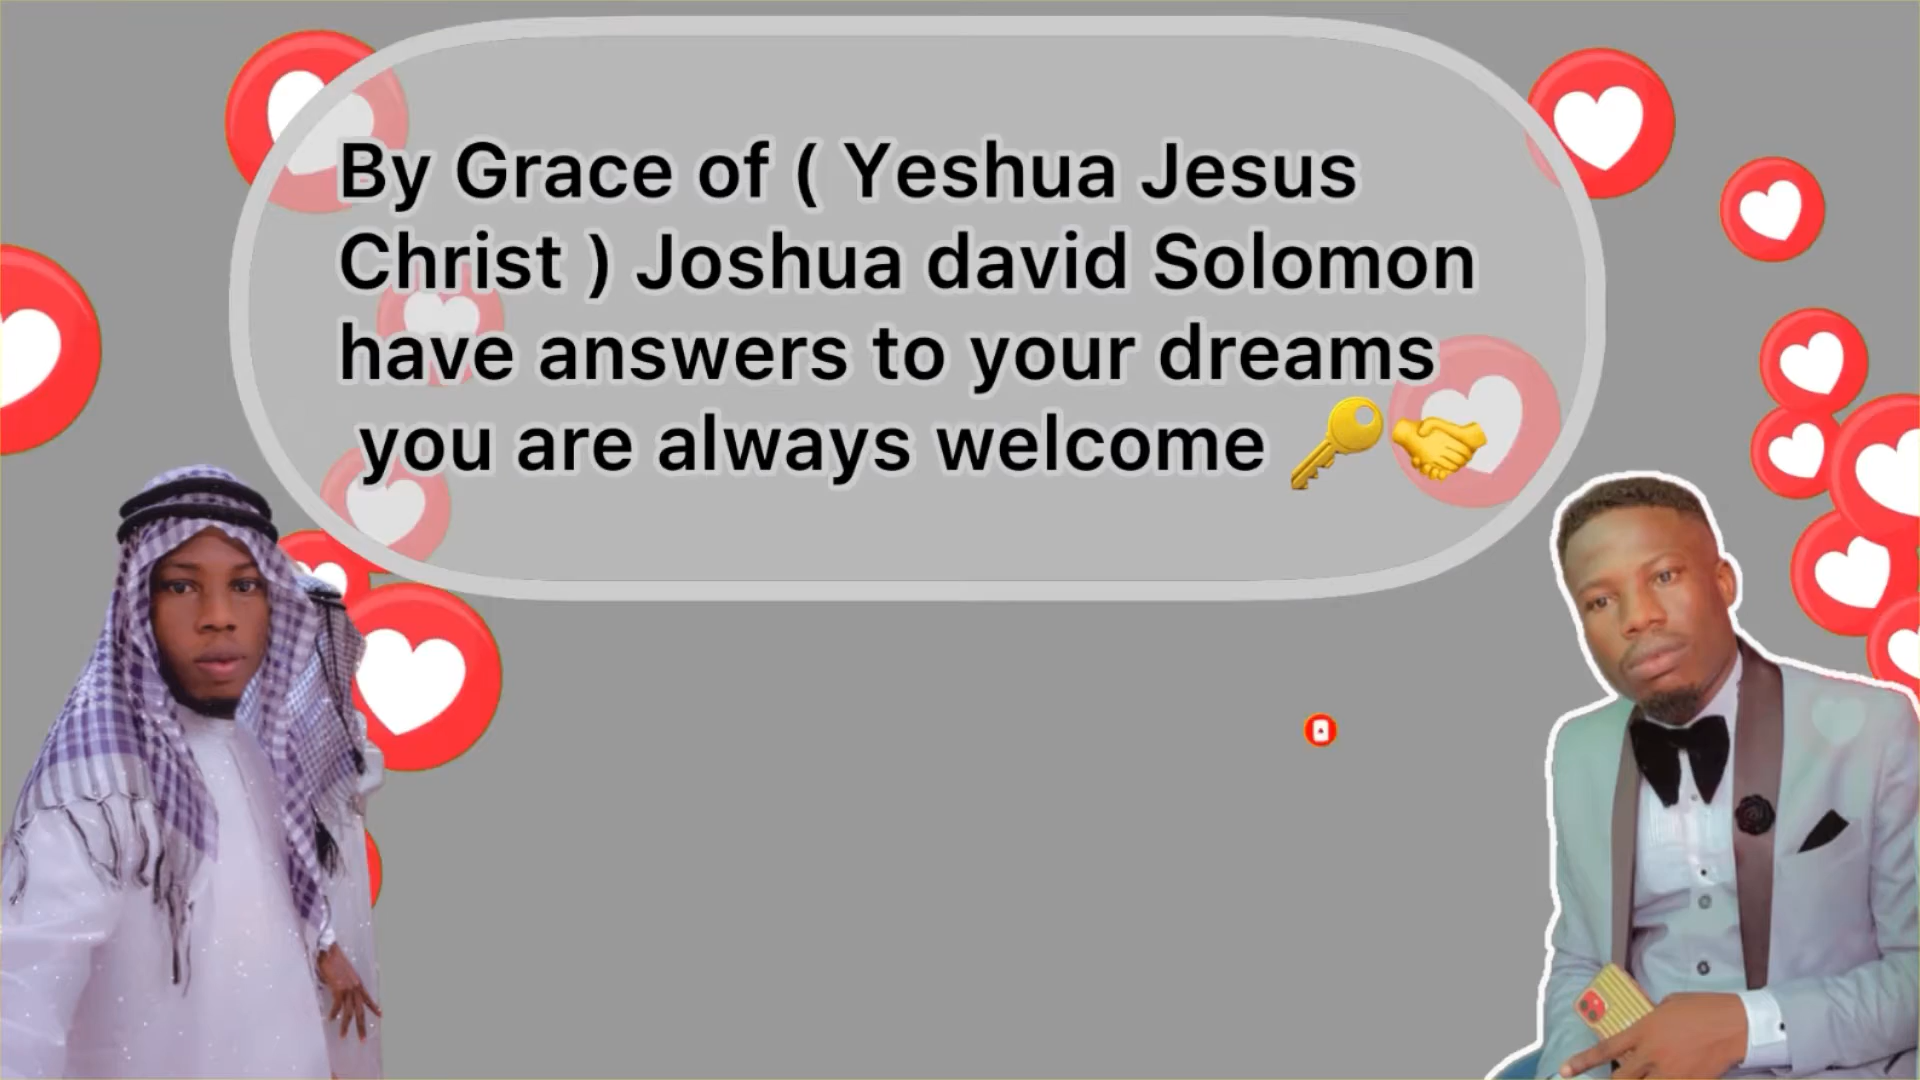 By Grace of ( Yeshua Jesus
Christ ) Joshua david Solomon
have answers to your dreams
you are always welcome 🔑🤝